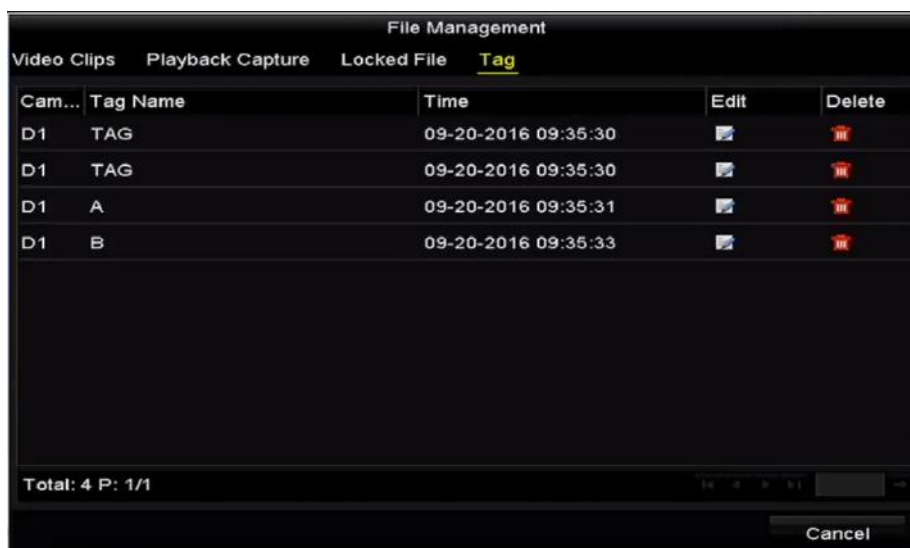 File Management
Video Clips Playback Capture Locked File Tag
Cam... Tag Name Time Edit Delete
D1 TAG 09-20-2016 09:35:30
D1 TAG 09-20-2016 09:35:30
D1 A 09-20-2016 09:35:31
D1 B 09-20-2016 09:35:33
Total: 4 P: 1/1
Cancel